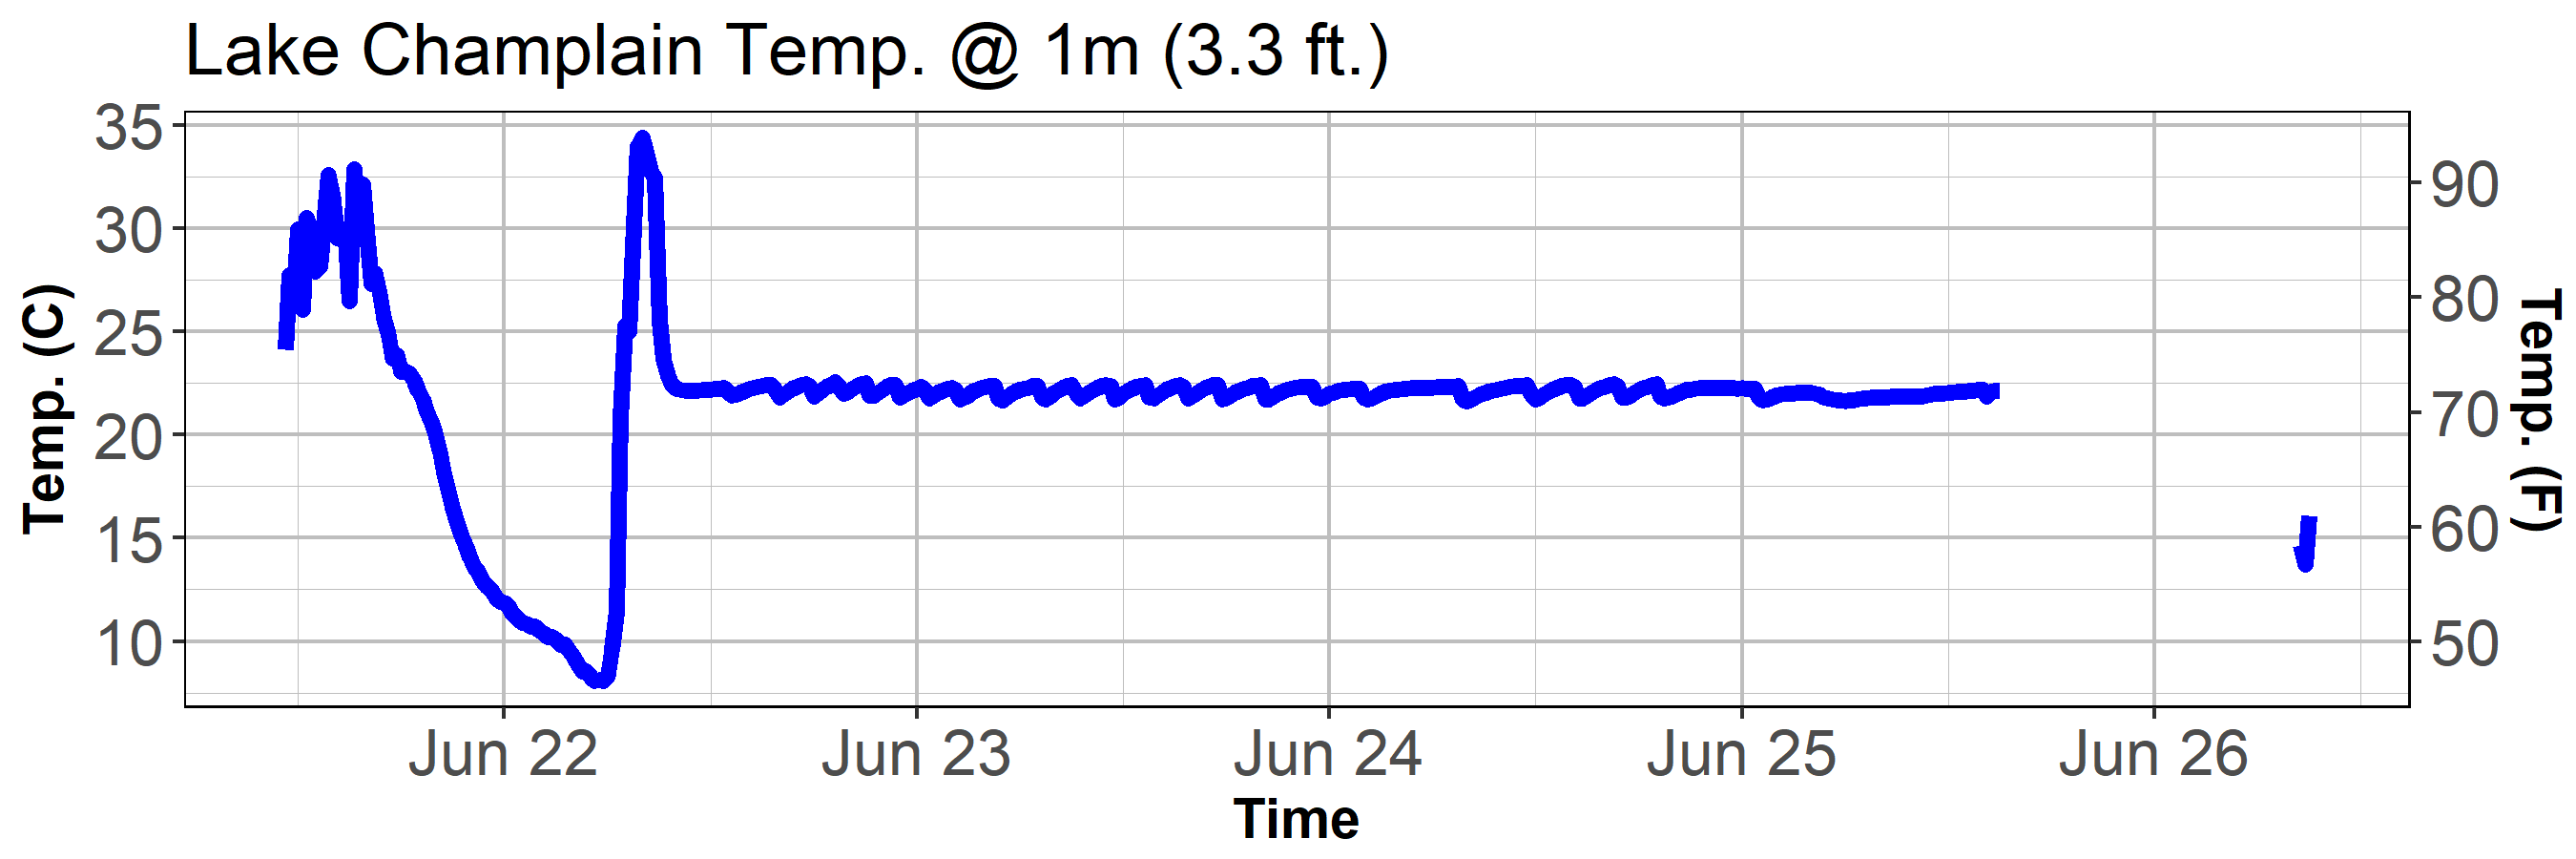 Lake Champlain Temp. @ 1m (3.3 ft.)
35
30
25
20
15
10
Temp. (C)
90
80
70
60
50
Temp. (F)
Jun 22 Jun 23 Jun 24 Jun 25 Jun 26
Time